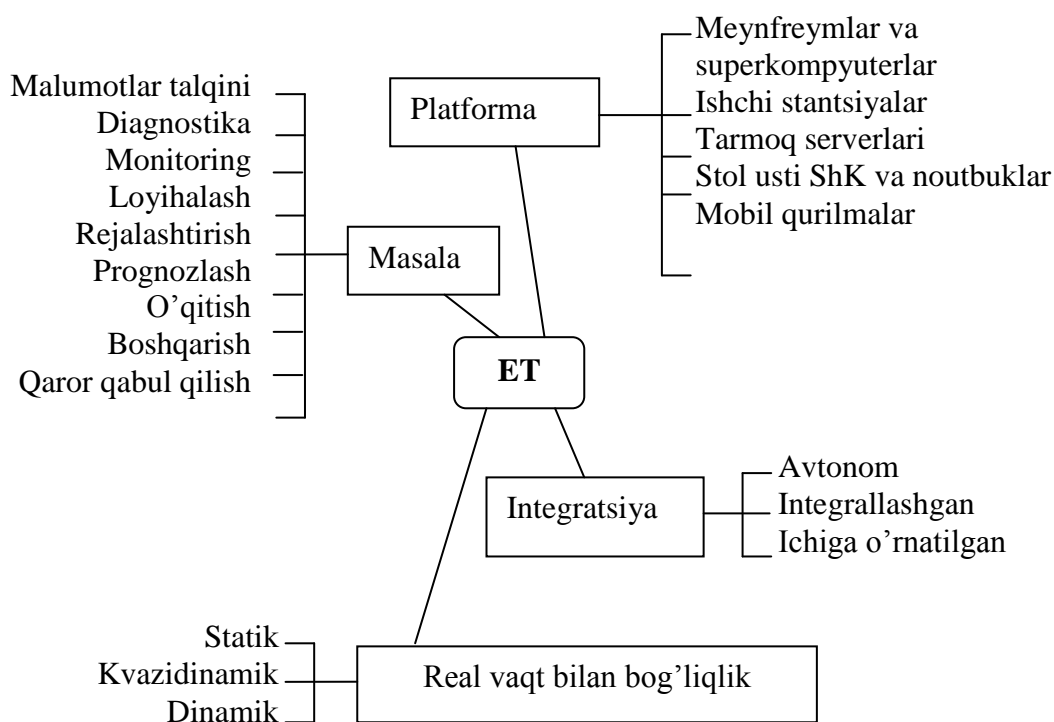 Meynfreymlar va
superkompyuterlar
Ishchi stantsiyalar
Tarmoq serverlari
Stol usti ShK va noutbuklar
Mobil qurilmalar
Platforma
Malumotlar talqini
Diagnostika
Monitoring
Loyihalash
Rejalashtirish
Prognozlash
O’qitish
Boshqarish
Qaror qabul qilish
Masala
ET
Integratsiya
Avtonom
Integrallashgan
Ichiga o’rnatilgan
Statik
Kvazidinamik
Dinamik
Real vaqt bilan bog’liqlik